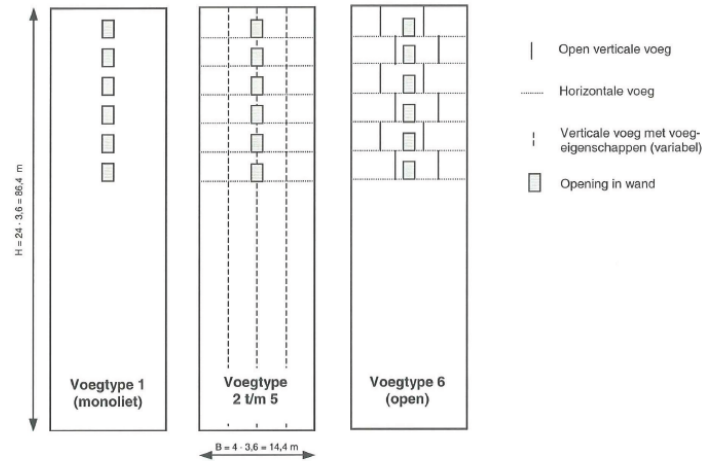 H = 24 · 3,6 = 86,4 m
Voegtype 1
(monoliet)
Voegtype
2 t/m 5
Voegtype 6
(open)
B = 4 · 3,6 = 14,4 m
Open verticale voeg
Horizontale voeg
Verticale voeg met voeg-
eigenschappen (variabel)
Opening in wand